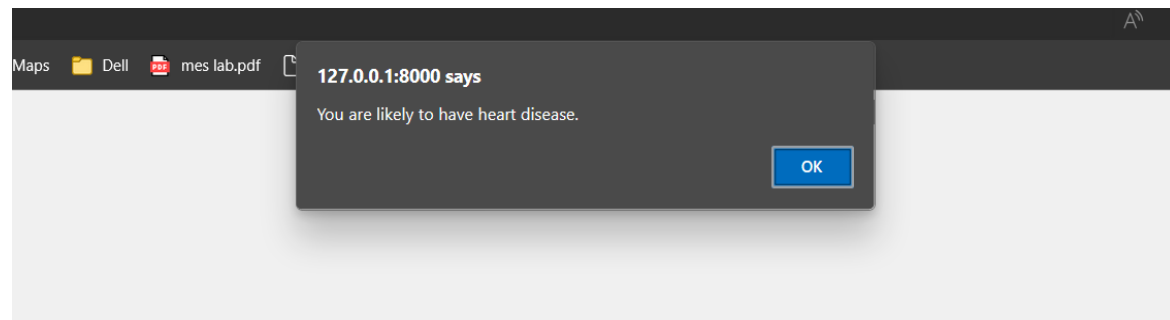 A
Maps Dell PDF mes lab.pdf
127.0.0.1:8000 says
You are likely to have heart disease.
OK